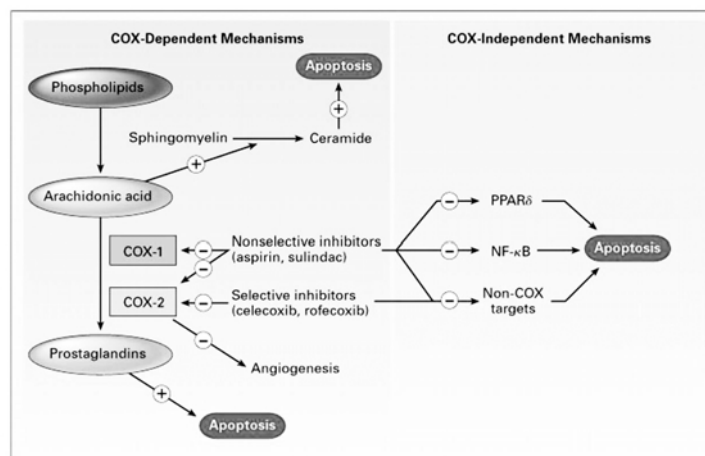 COX-Dependent Mechanisms
COX-Independent Mechanisms
Apoptosis
Phospholipids
+
Sphingomyelin
Ceramide
+
Arachidonic acid
− PPARδ
COX-1
− Nonselective inhibitors
(aspirin, sulindac)
−
− NF-κB
Apoptosis
COX-2
− Selective inhibitors
(celecoxib, rofecoxib)
− Non-COX
targets
−
Prostaglandins
Angiogenesis
+
Apoptosis